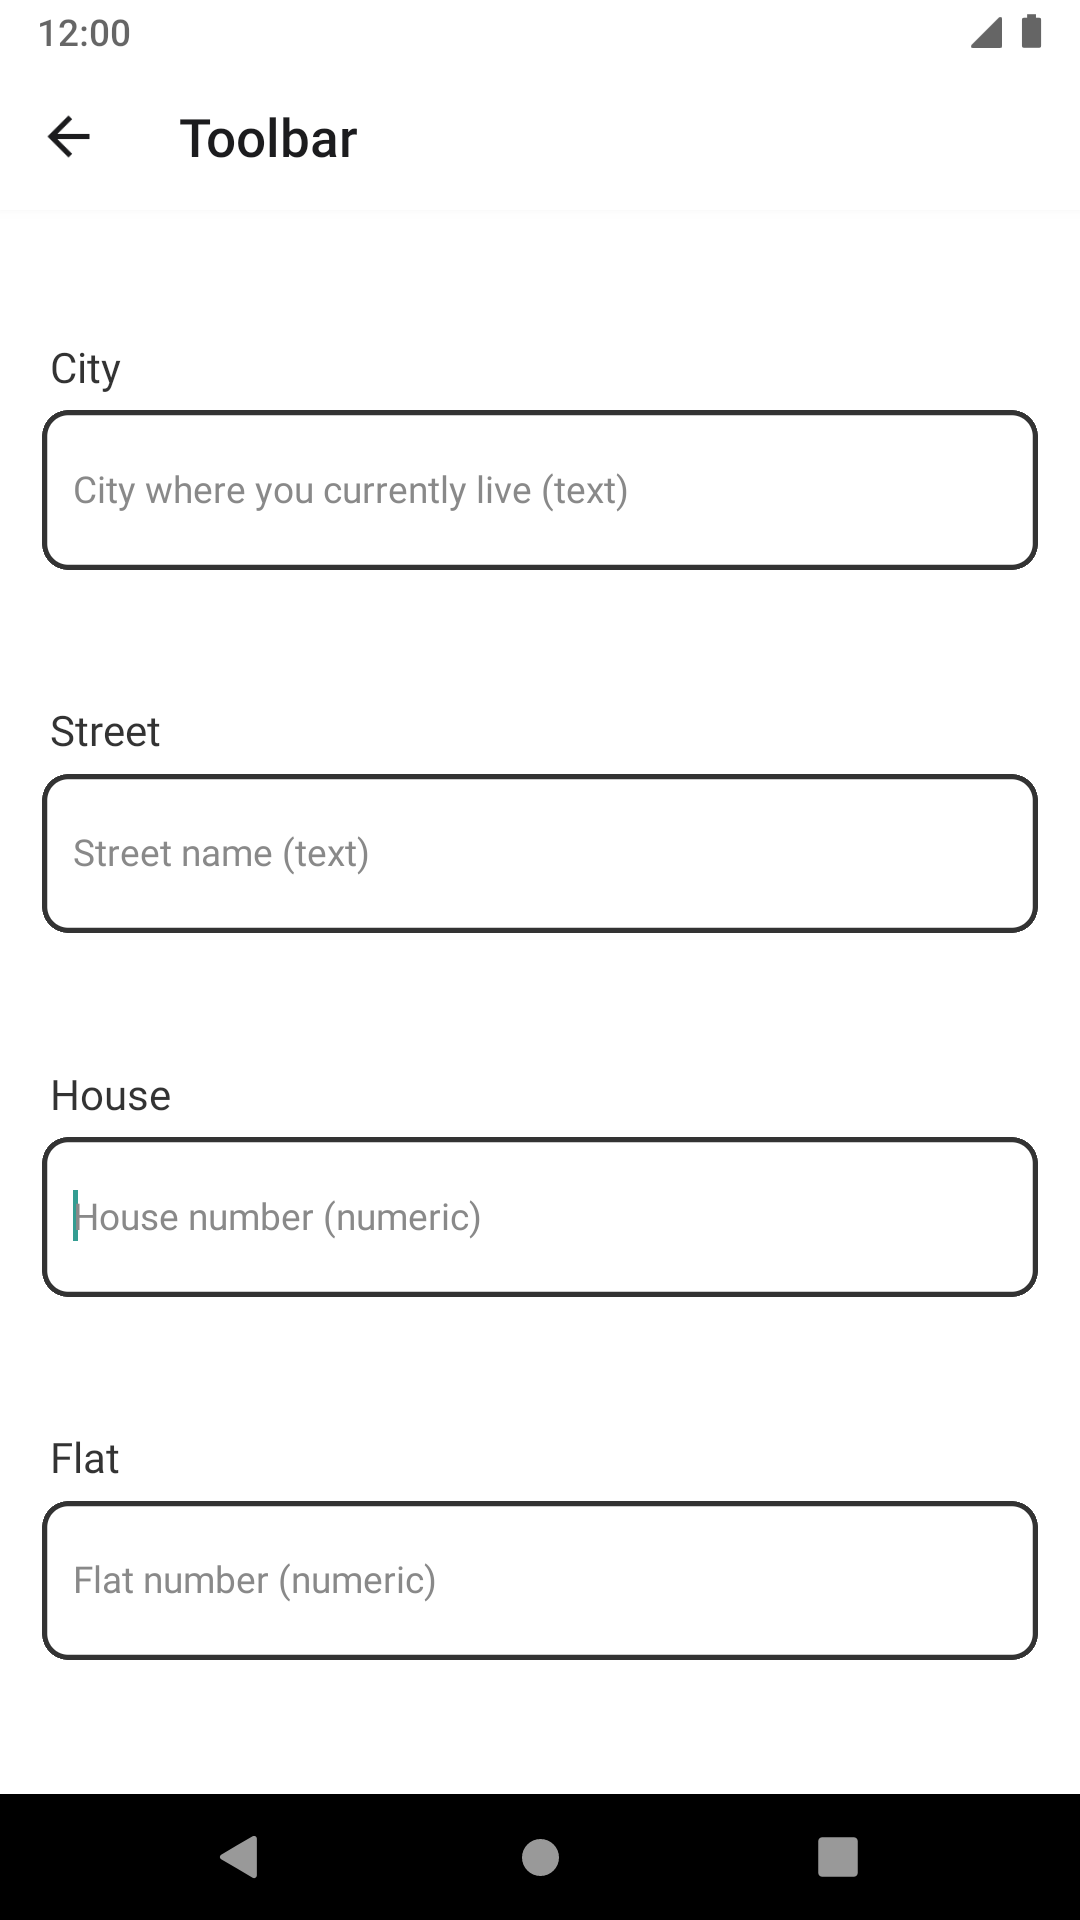 12:00
Toolbar
City
City where you currently live (text)
Street
Street name (text)
House
House number (numeric)
Flat
Flat number (numeric)